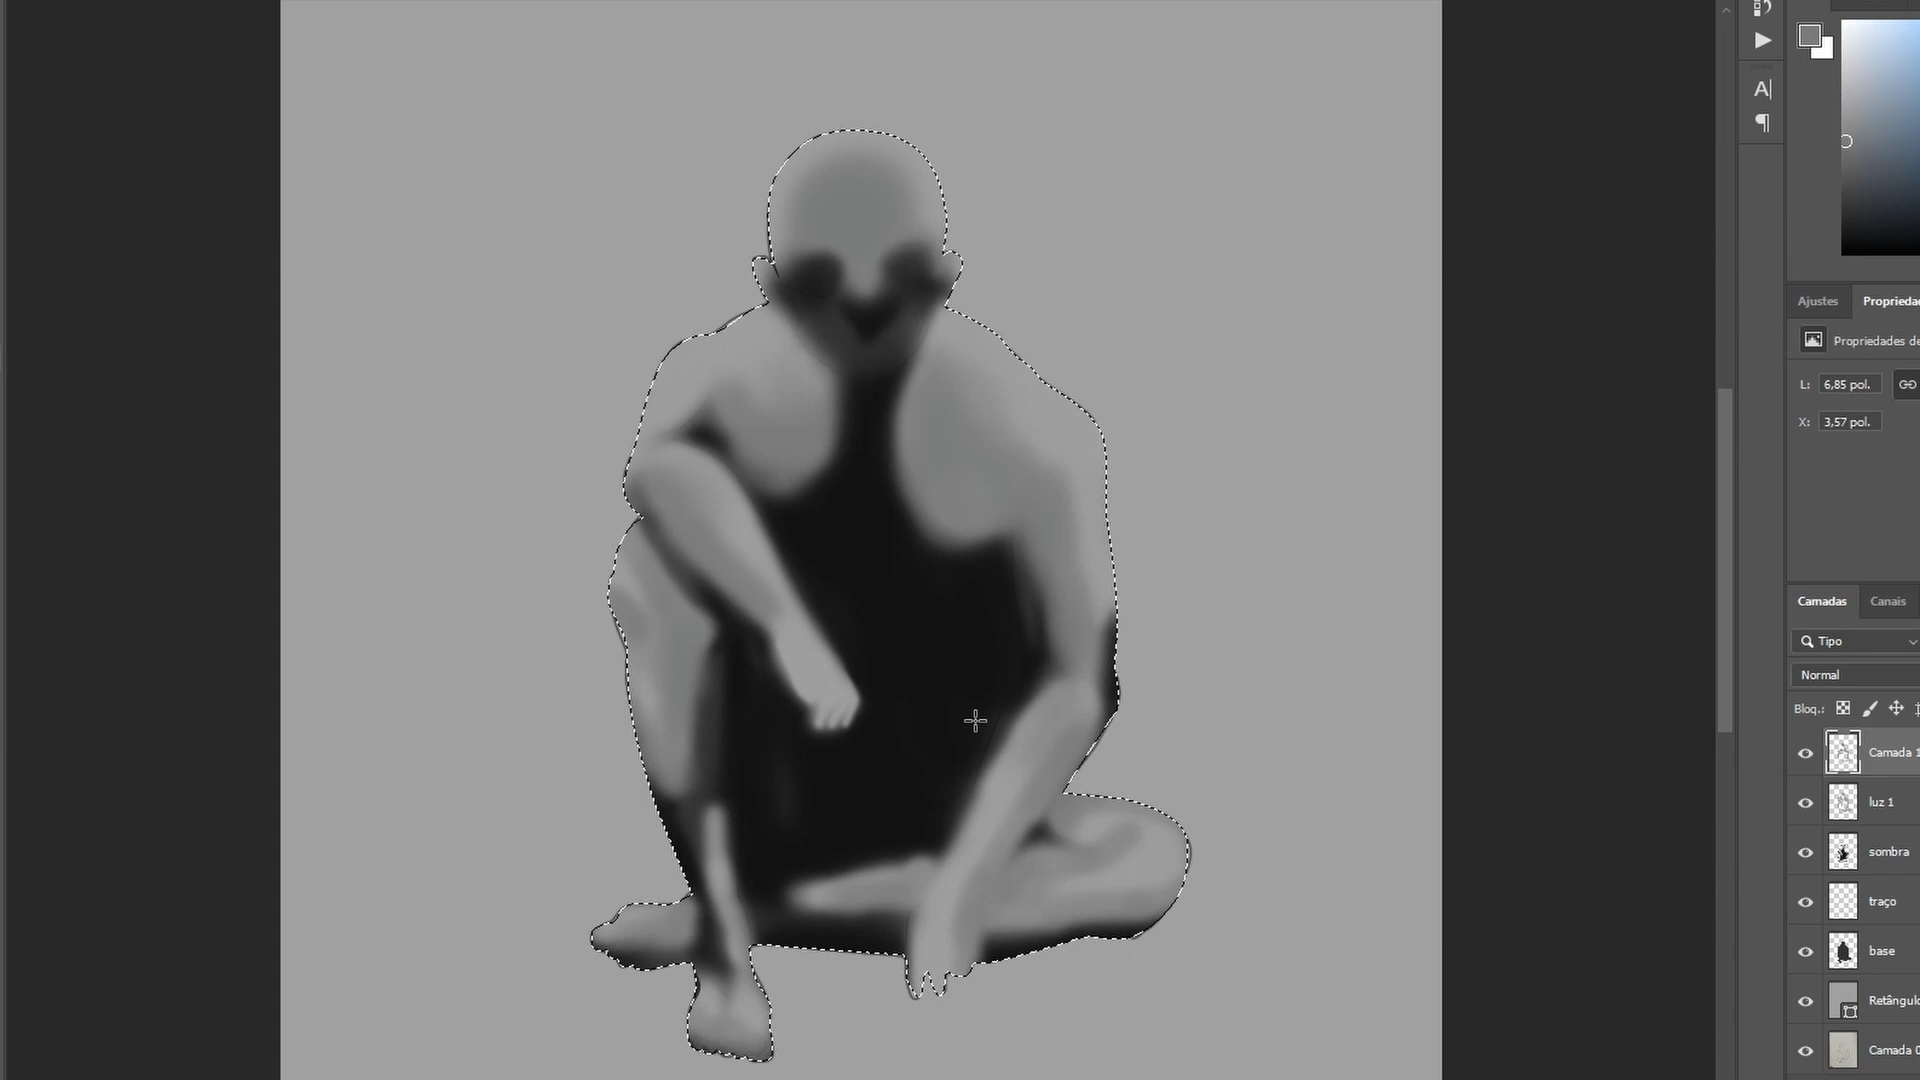 A|
Ajustes
Propriedad
Propriedades de
L: 6,85 pol.
X: 3,57 pol.
Camadas
Canais
Tipo
Normal
Bloq.:
Camada 1
luz 1
sombra
traço
base
Retângulo
Camada 0